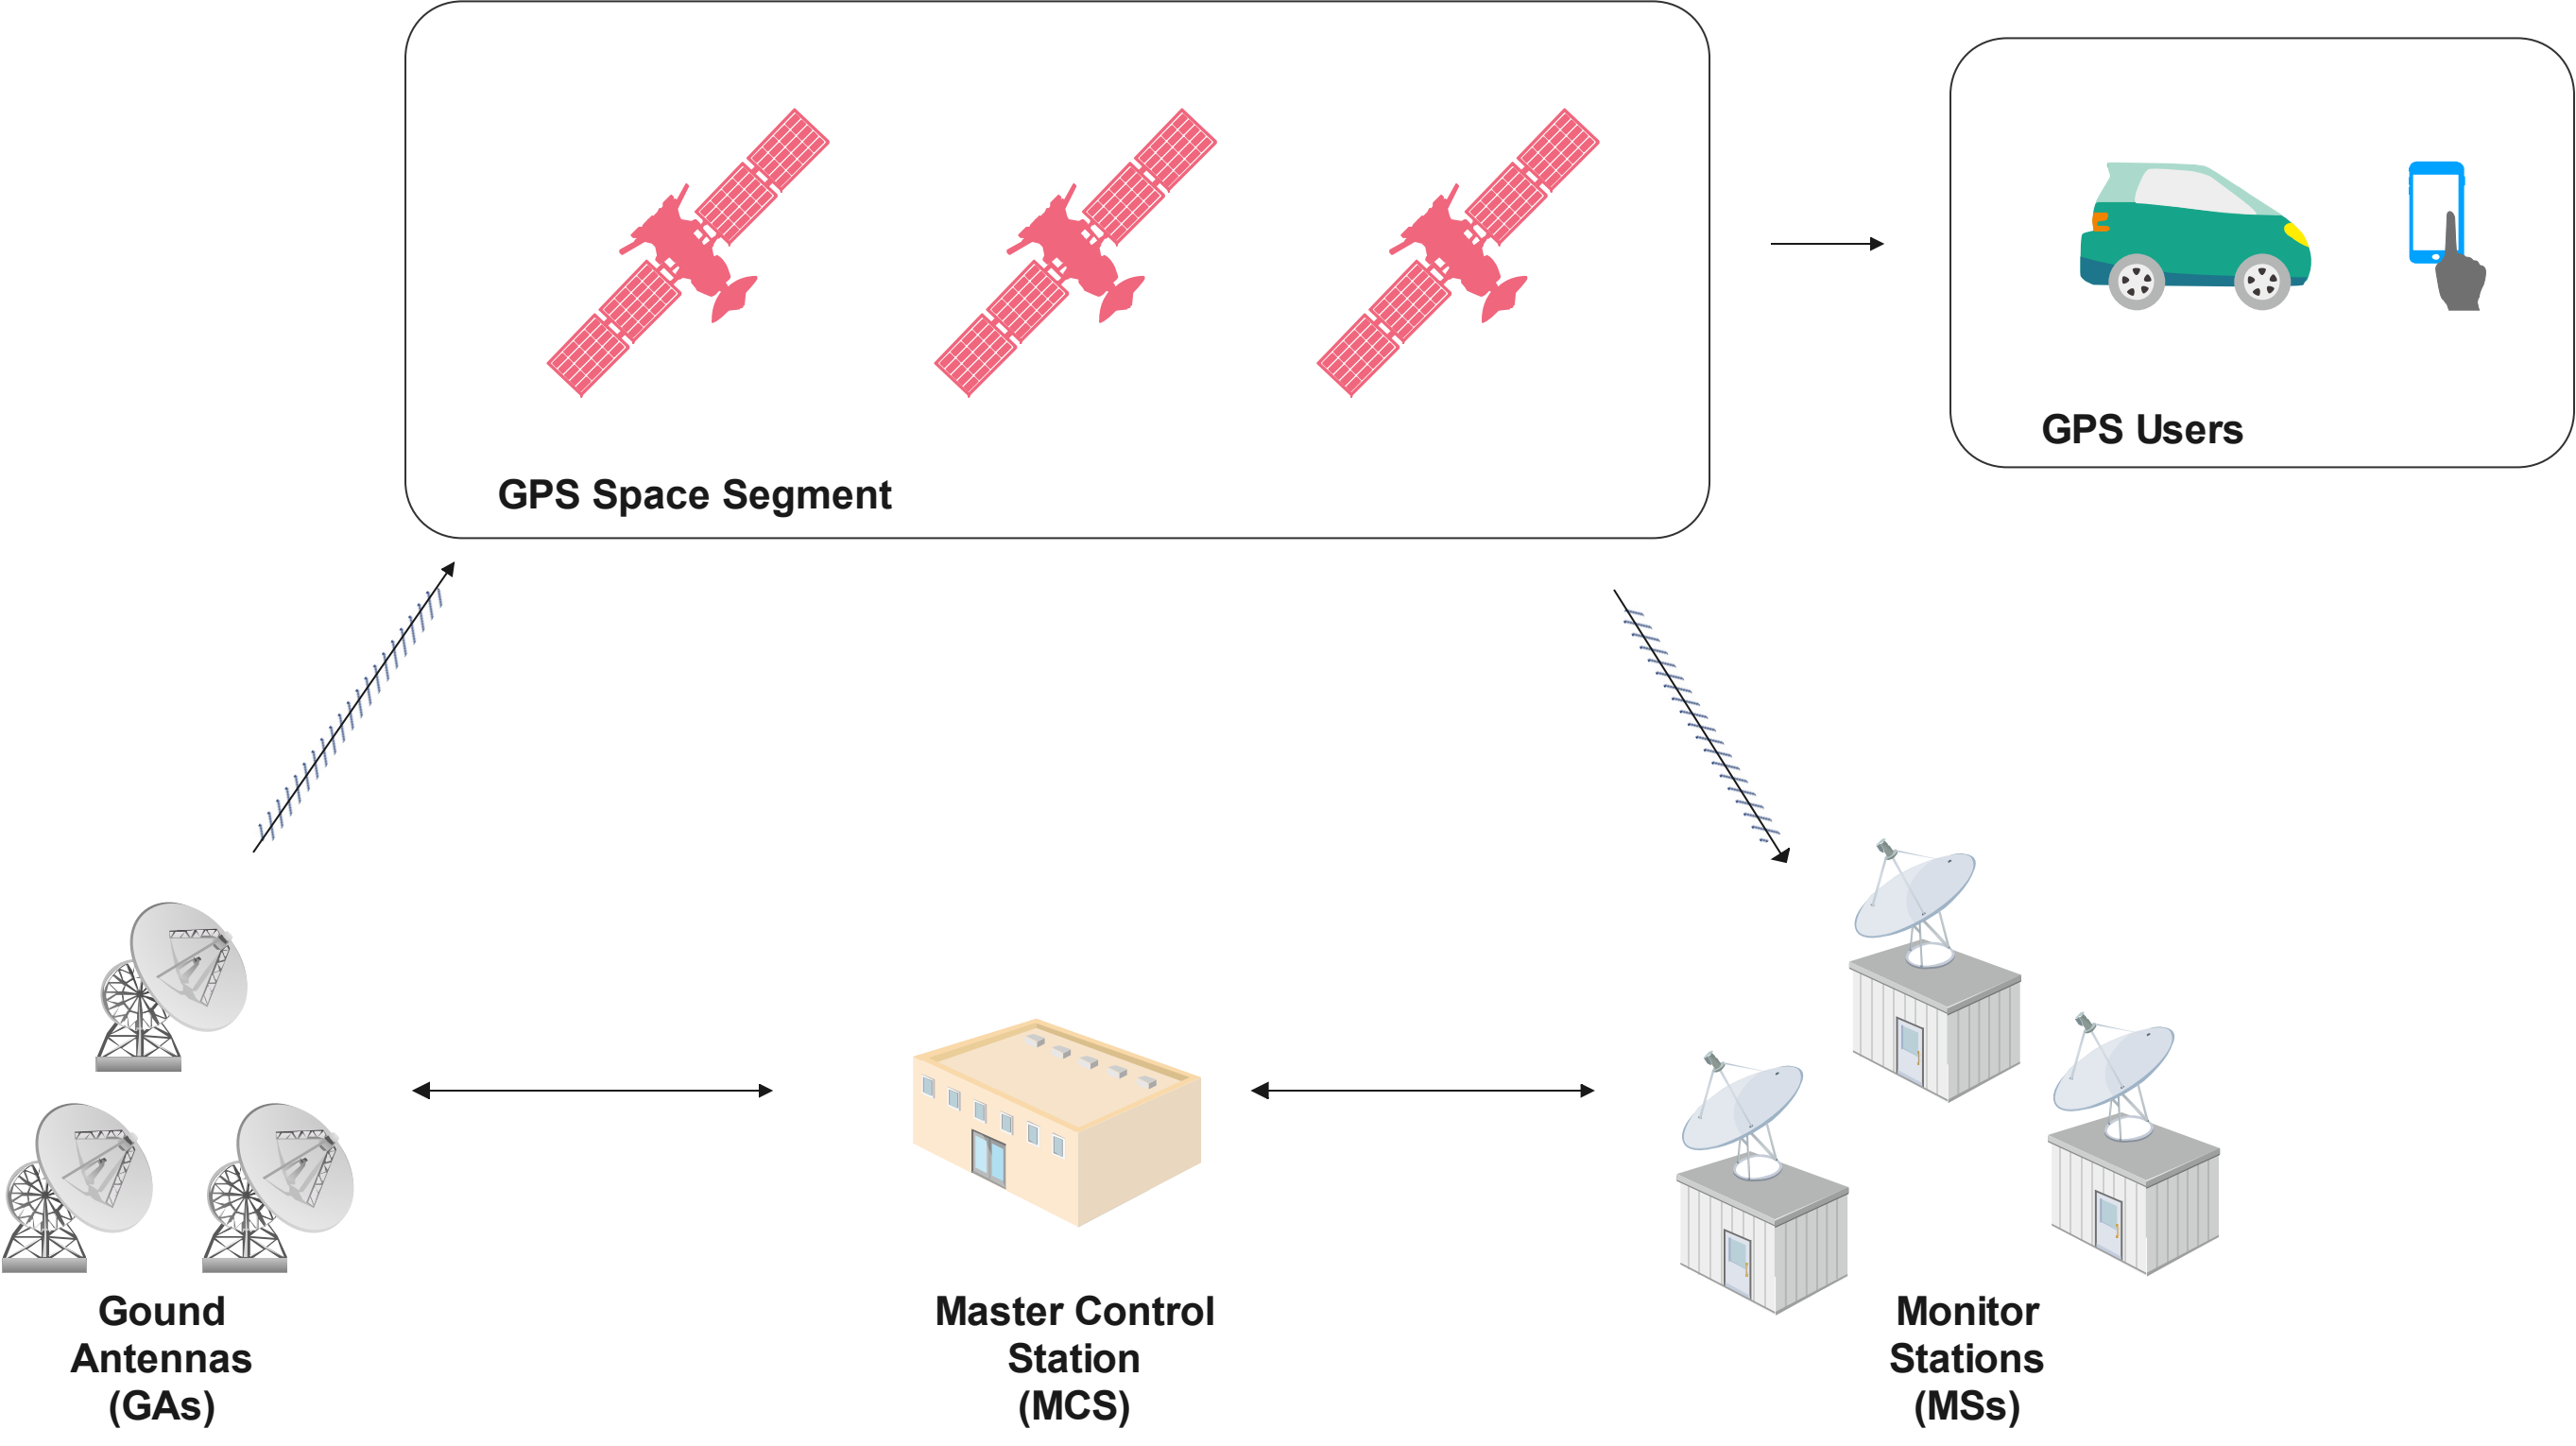 GPS Space Segment
GPS Users
Gound
Antennas
(GAs)
Master Control
Station
(MCS)
Monitor
Stations
(MSs)